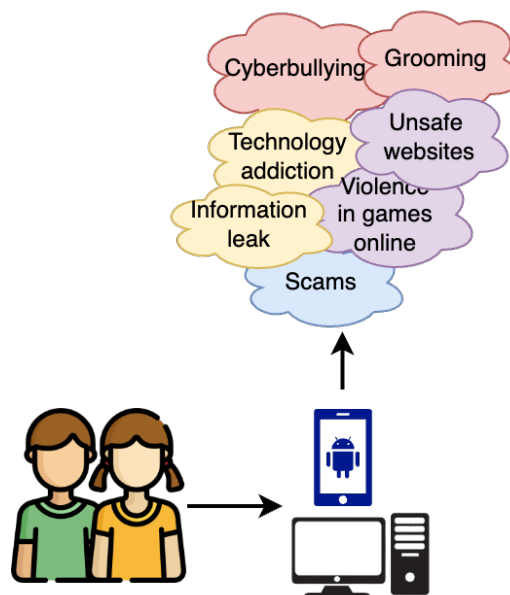 Cyberbullying
Grooming
Technology
addiction
Unsafe
websites
Information
leak
Violence
in games
online
Scams